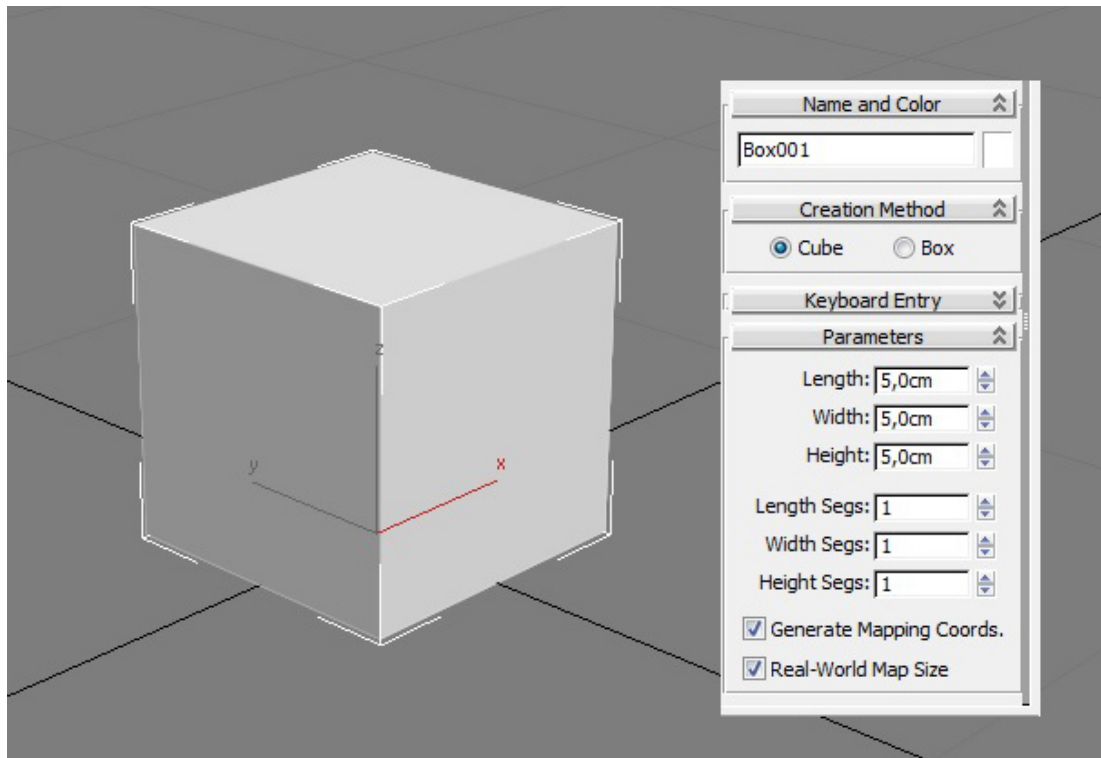 Name and Color
Box001
Creation Method
Cube Box
Keyboard Entry
Parameters
Length: 5,0cm
Width: 5,0cm
Height: 5,0cm
Length Segs: 1
Width Segs: 1
Height Segs: 1
Generate Mapping Coords.
Real-World Map Size
z
y
x